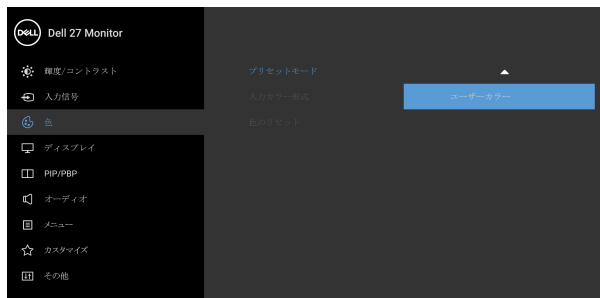 DELL Dell 27 Monitor
輝度/コントラスト
プリセットモード
入力信号
入力カラー形式
ユーザーカラー
色
色のリセット
ディスプレイ
PIP/PBP
オーディオ
メニュー
カスタマイズ
その他